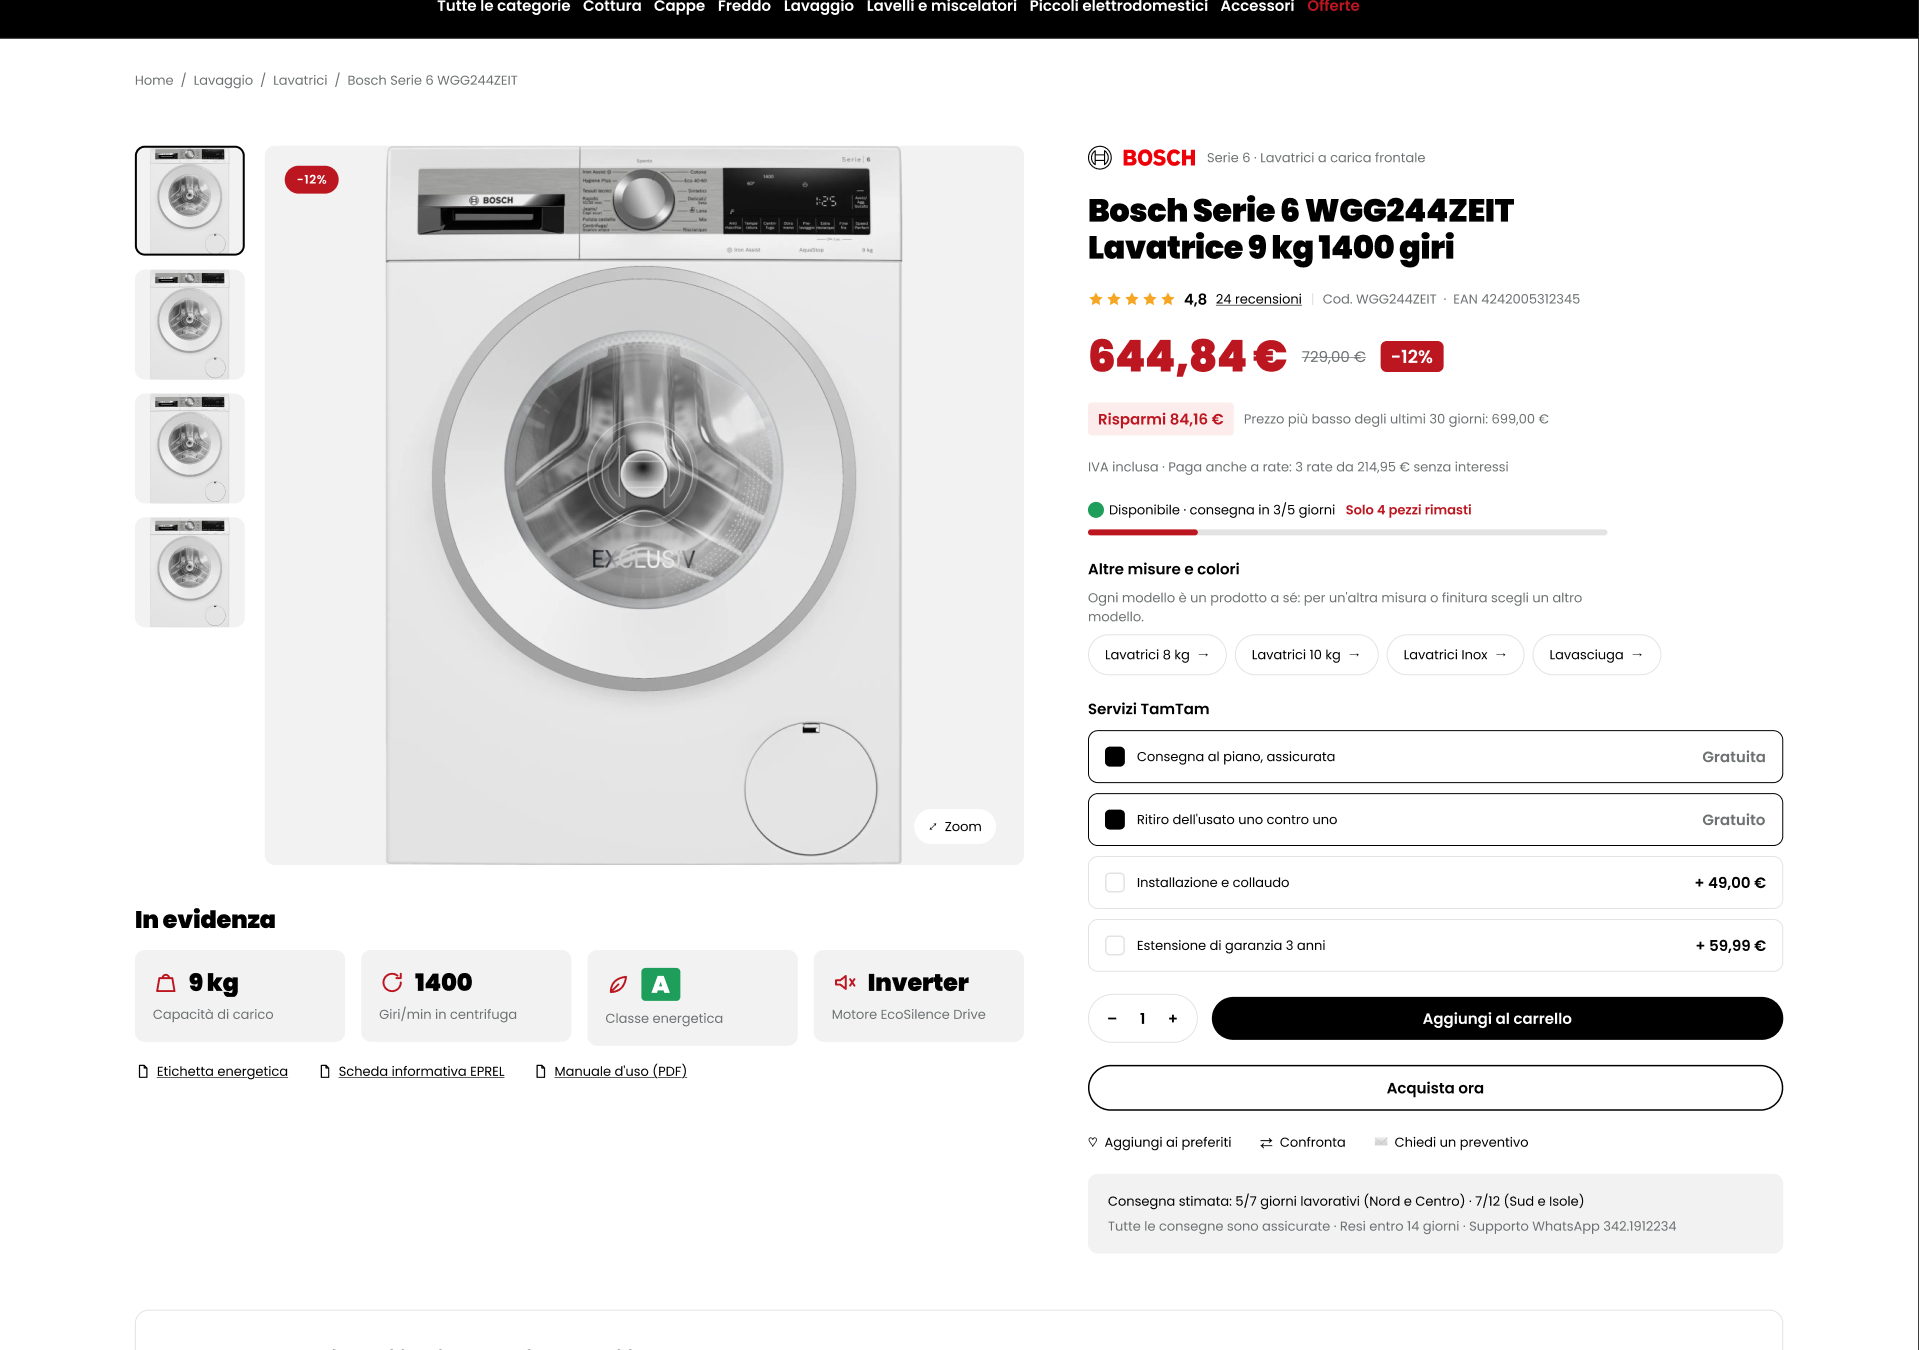 Tutte le categorie Cottura Cappe Freddo Lavaggio Lavelli e miscelatori Piccoli elettrodomestici Accessori Offerte
Home / Lavaggio / Lavatrici / Bosch Serie 6 WGG244ZEIT
-12%
Serie 6
BOSCH
1400
1:25
Iron Assist
AquaStop
9 kg
EXCLUSIV
Zoom
In evidenza
9 kg
Capacità di carico
1400
Giri/min in centrifuga
A
Classe energetica
Inverter
Motore EcoSilence Drive
Etichetta energetica
Scheda informativa EPREL
Manuale d'uso (PDF)
BOSCH Serie 6 · Lavatrici a carica frontale
Bosch Serie 6 WGG244ZEIT
Lavatrice 9 kg 1400 giri
4,8 24 recensioni Cod. WGG244ZEIT · EAN 4242005312345
644,84 € 729,00 € -12%
Risparmi 84,16 € Prezzo più basso degli ultimi 30 giorni: 699,00 €
IVA inclusa · Paga anche a rate: 3 rate da 214,95 € senza interessi
Disponibile · consegna in 3/5 giorni Solo 4 pezzi rimasti
Altre misure e colori
Ogni modello è un prodotto a sé: per un'altra misura o finitura scegli un altro
modello.
Lavatrici 8 kg → Lavatrici 10 kg → Lavatrici Inox → Lavasciuga →
Servizi TamTam
Consegna al piano, assicurata Gratuita
Ritiro dell'usato uno contro uno Gratuito
Installazione e collaudo + 49,00 €
Estensione di garanzia 3 anni + 59,99 €
− 1 + Aggiungi al carrello
Acquista ora
Aggiungi ai preferiti Confronta Chiedi un preventivo
Consegna stimata: 5/7 giorni lavorativi (Nord e Centro) · 7/12 (Sud e Isole)
Tutte le consegne sono assicurate · Resi entro 14 giorni · Supporto WhatsApp 342.1912234